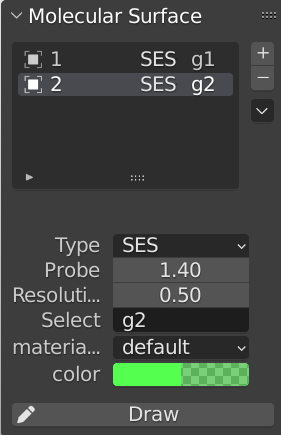 Molecular Surface
1 SES g1
2 SES g2
Type SES
Probe 1.40
Resoluti... 0.50
Select g2
materia... default
color
Draw